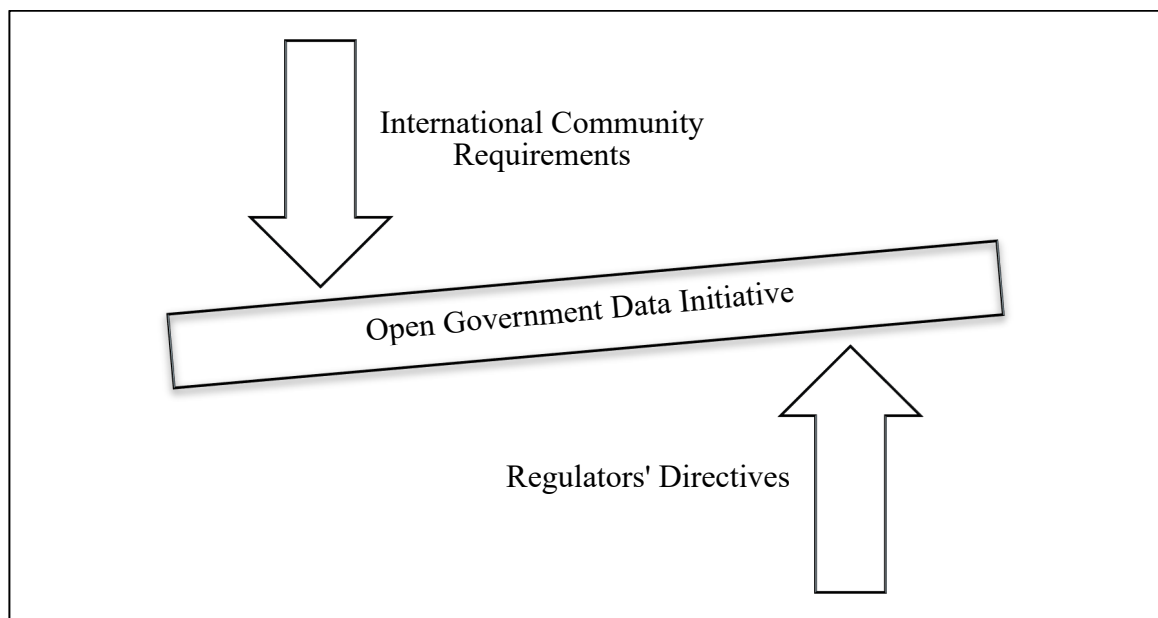 International Community
Requirements
Open Government Data Initiative
Regulators' Directives